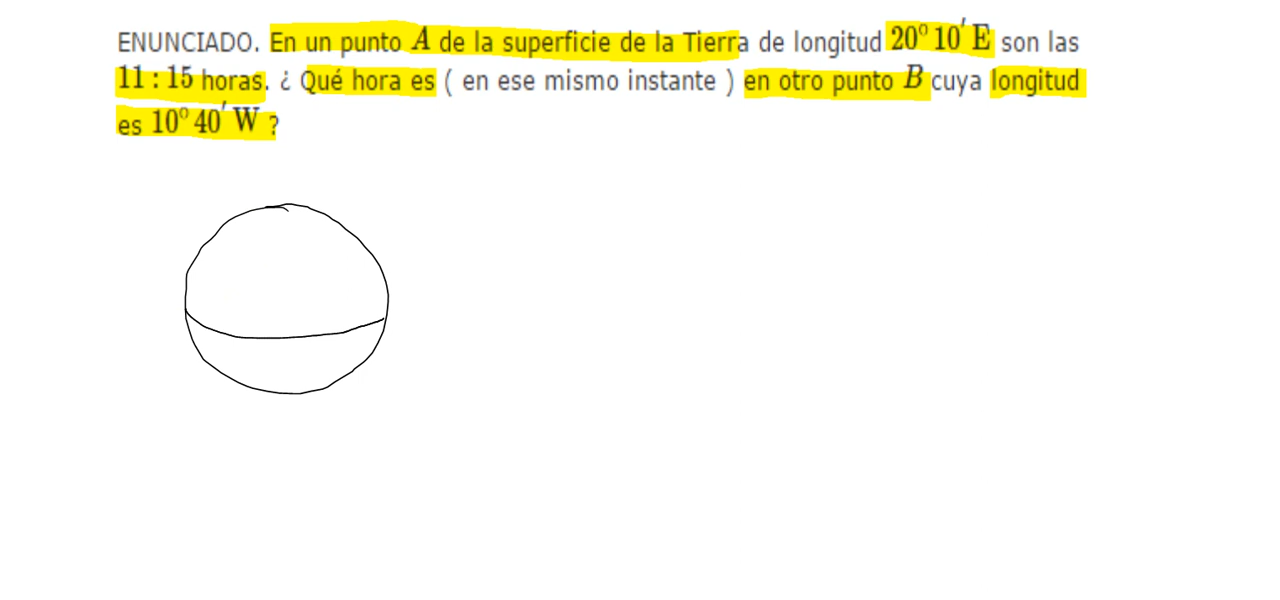 ENUNCIADO. En un punto A de la superficie de la Tierra de longitud 20° 10′ E son las
11 : 15 horas. ¿ Qué hora es ( en ese mismo instante ) en otro punto B cuya longitud
es 10° 40′ W ?